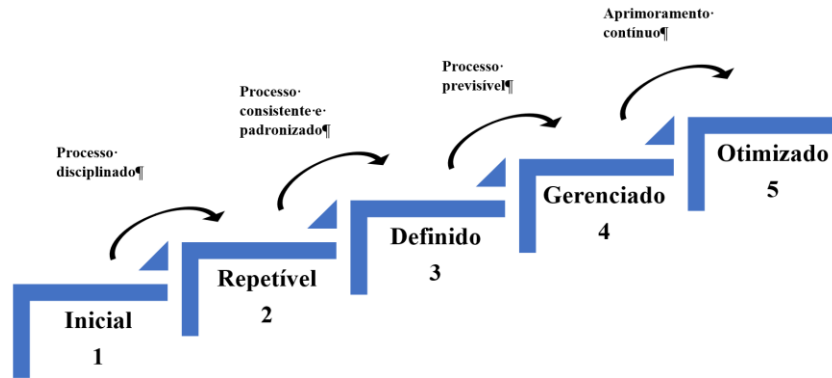 Processo·
disciplinado¶
Processo·
consistente·e·
padronizado¶
Processo·
previsível¶
Aprimoramento·
contínuo¶
Inicial
1
Repetível
2
Definido
3
Gerenciado
4
Otimizado
5